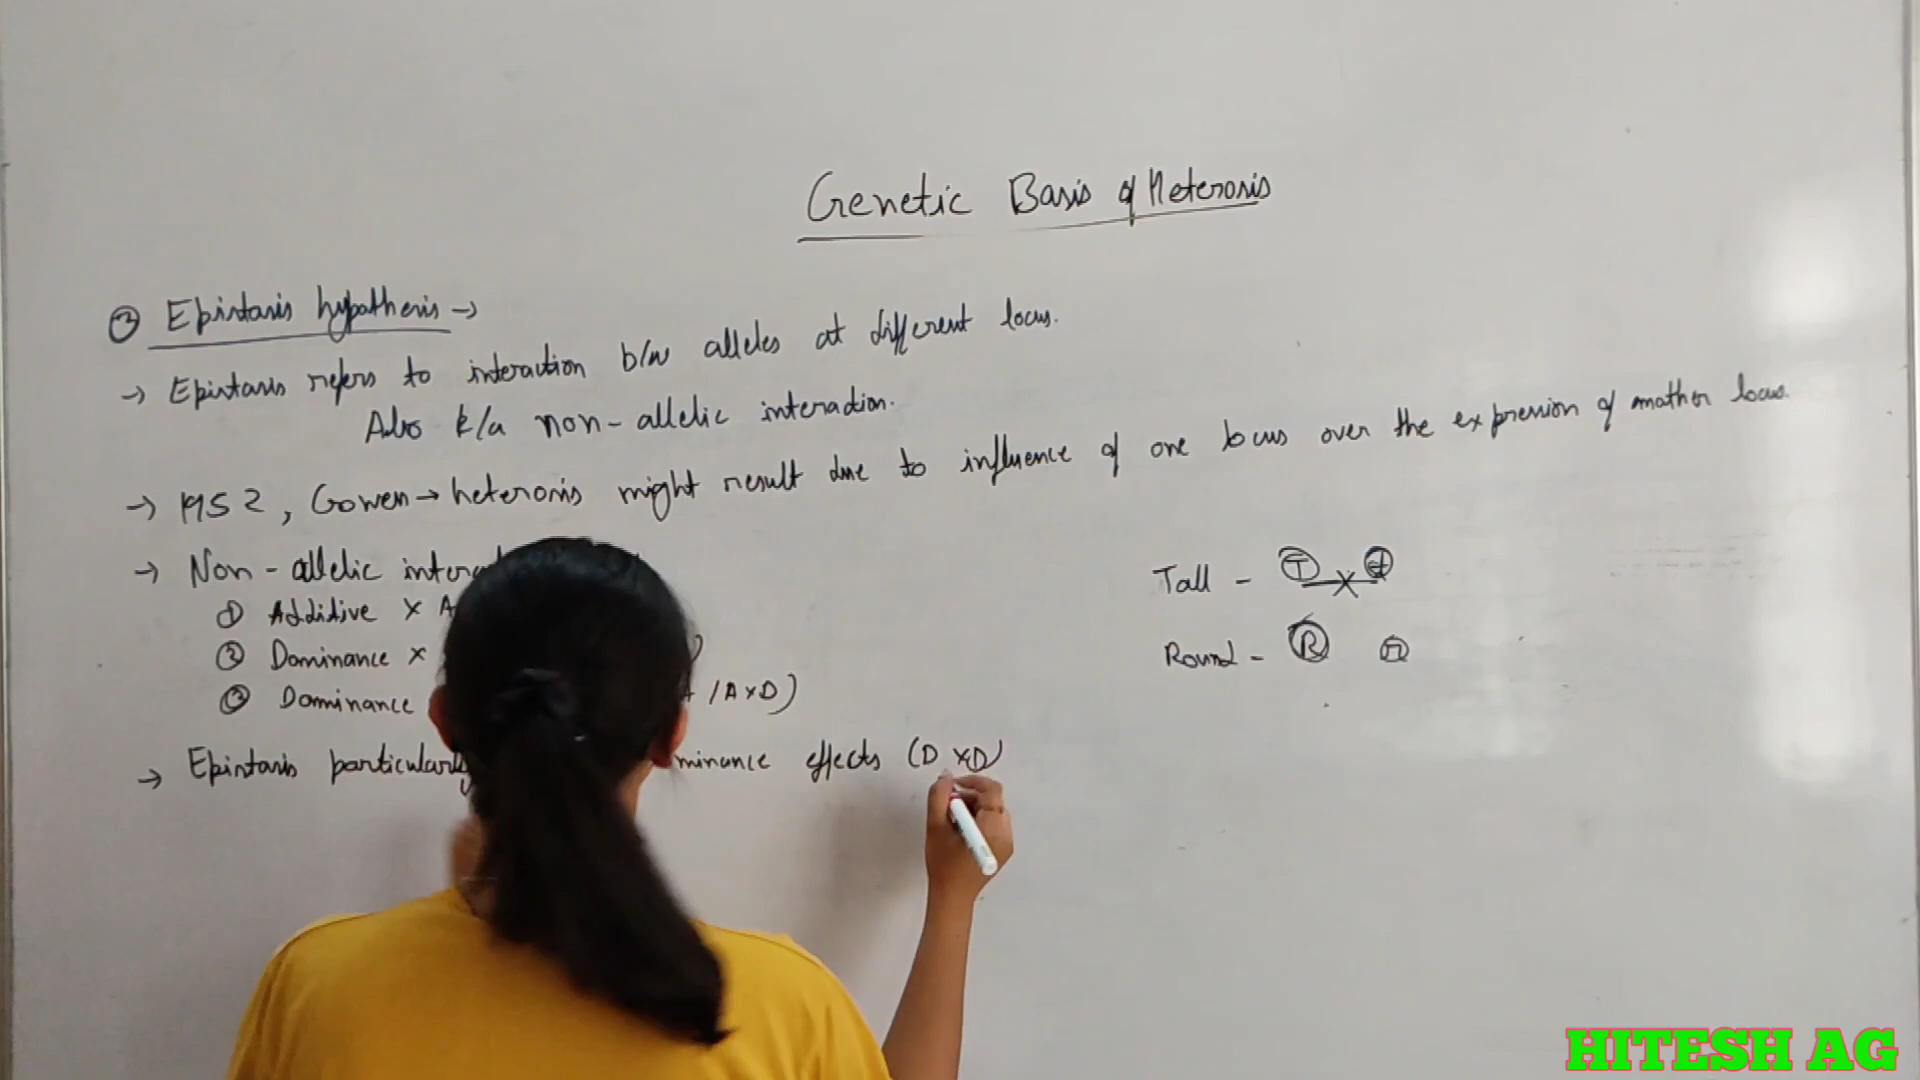 Genetic Basis of Heterosis
③ Epistasis hypothesis →
→ Epistasis refers to interaction b/w alleles at different locus.
Also k/a non-allelic interaction.
→ 1952, Gowen → heterosis might result due to influence of one locus over the expression of another locus.
→ Non-allelic
① Additive × A
② Dominance × )
③ Dominance /A×D)
→ Epistasis particularly minance effects (D×D)
Tall - T × t
Round - R r
HITESH AG